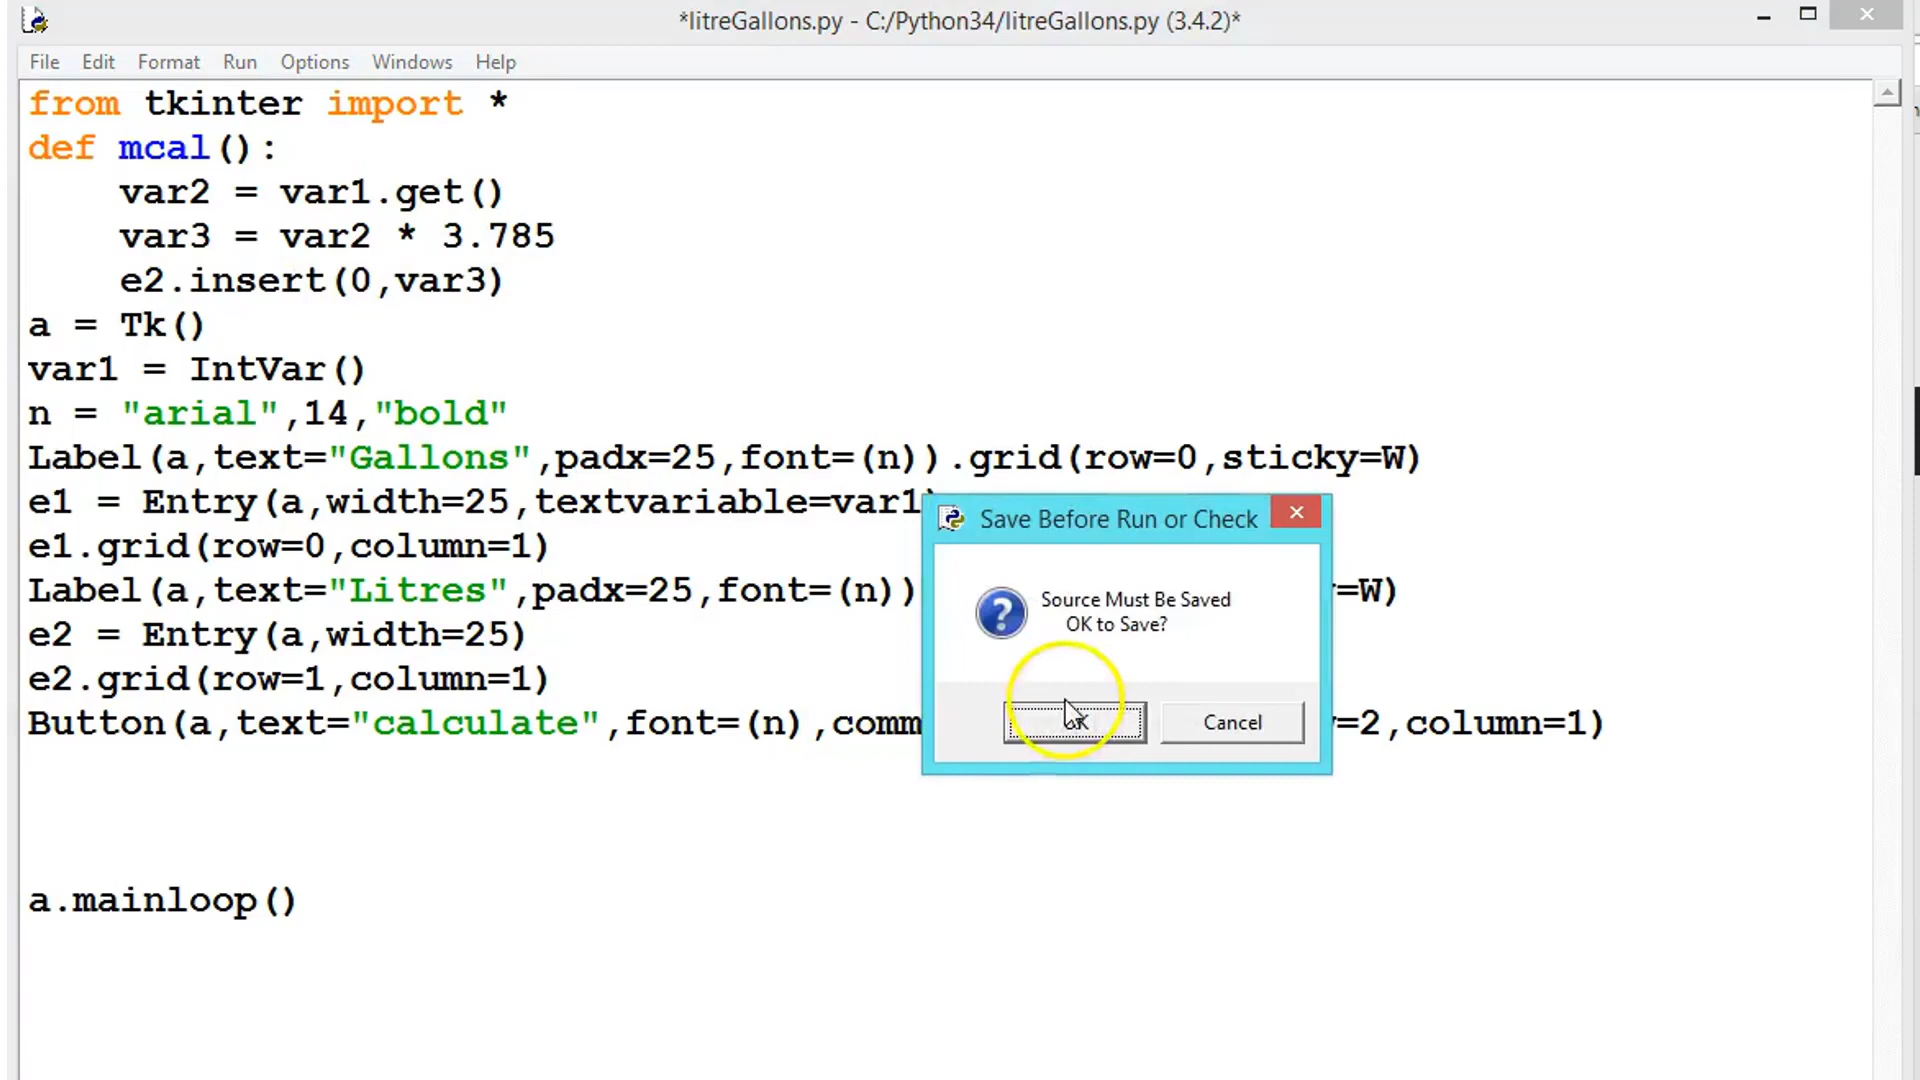 *litreGallons.py - C:/Python34/litreGallons.py (3.4.2)*
File Edit Format Run Options Windows Help
from tkinter import *
def mcal():
    var2 = var1.get()
    var3 = var2 * 3.785
    e2.insert(0,var3)
a = Tk()
var1 = IntVar()
n = "arial",14,"bold"
Label(a,text="Gallons",padx=25,font=(n)).grid(row=0,sticky=W)
e1 = Entry(a,width=25,textvariable=var1)
e1.grid(row=0,column=1)
Label(a,text="Litres",padx=25,font=(n)) =W)
e2 = Entry(a,width=25)
e2.grid(row=1,column=1)
Button(a,text="calculate",font=(n),comm =2,column=1)
a.mainloop()
Save Before Run or Check
Source Must Be Saved
OK to Save?
OK Cancel